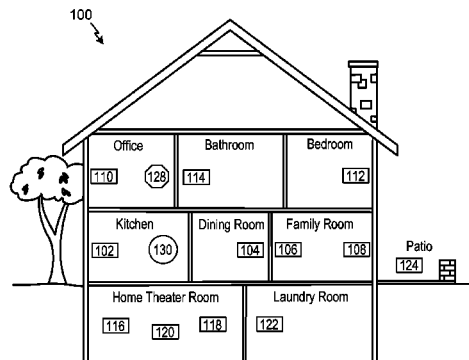 100
Office Bathroom Bedroom
110 128 114 112
Kitchen Dining Room Family Room
102 130 104 106 108
Patio
124
Home Theater Room Laundry Room
116 120 118 122